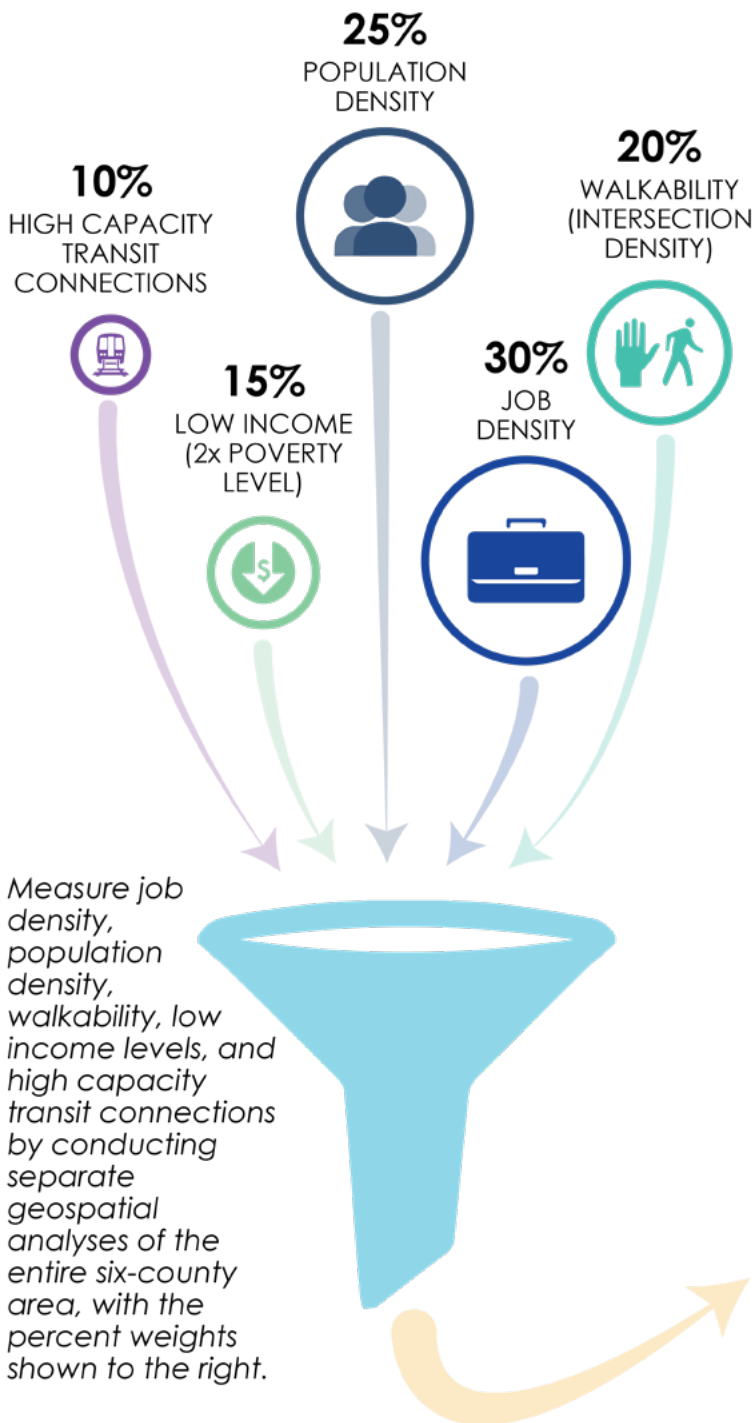 25%
POPULATION
DENSITY
20%
WALKABILITY
(INTERSECTION
DENSITY)
10%
HIGH CAPACITY
TRANSIT
CONNECTIONS
30%
JOB
DENSITY
15%
LOW INCOME
(2x POVERTY
LEVEL)
$
Measure job
density,
population
density,
walkability, low
income levels, and
high capacity
transit connections
by conducting
separate
geospatial
analyses of the
entire six-county
area, with the
percent weights
shown to the right.